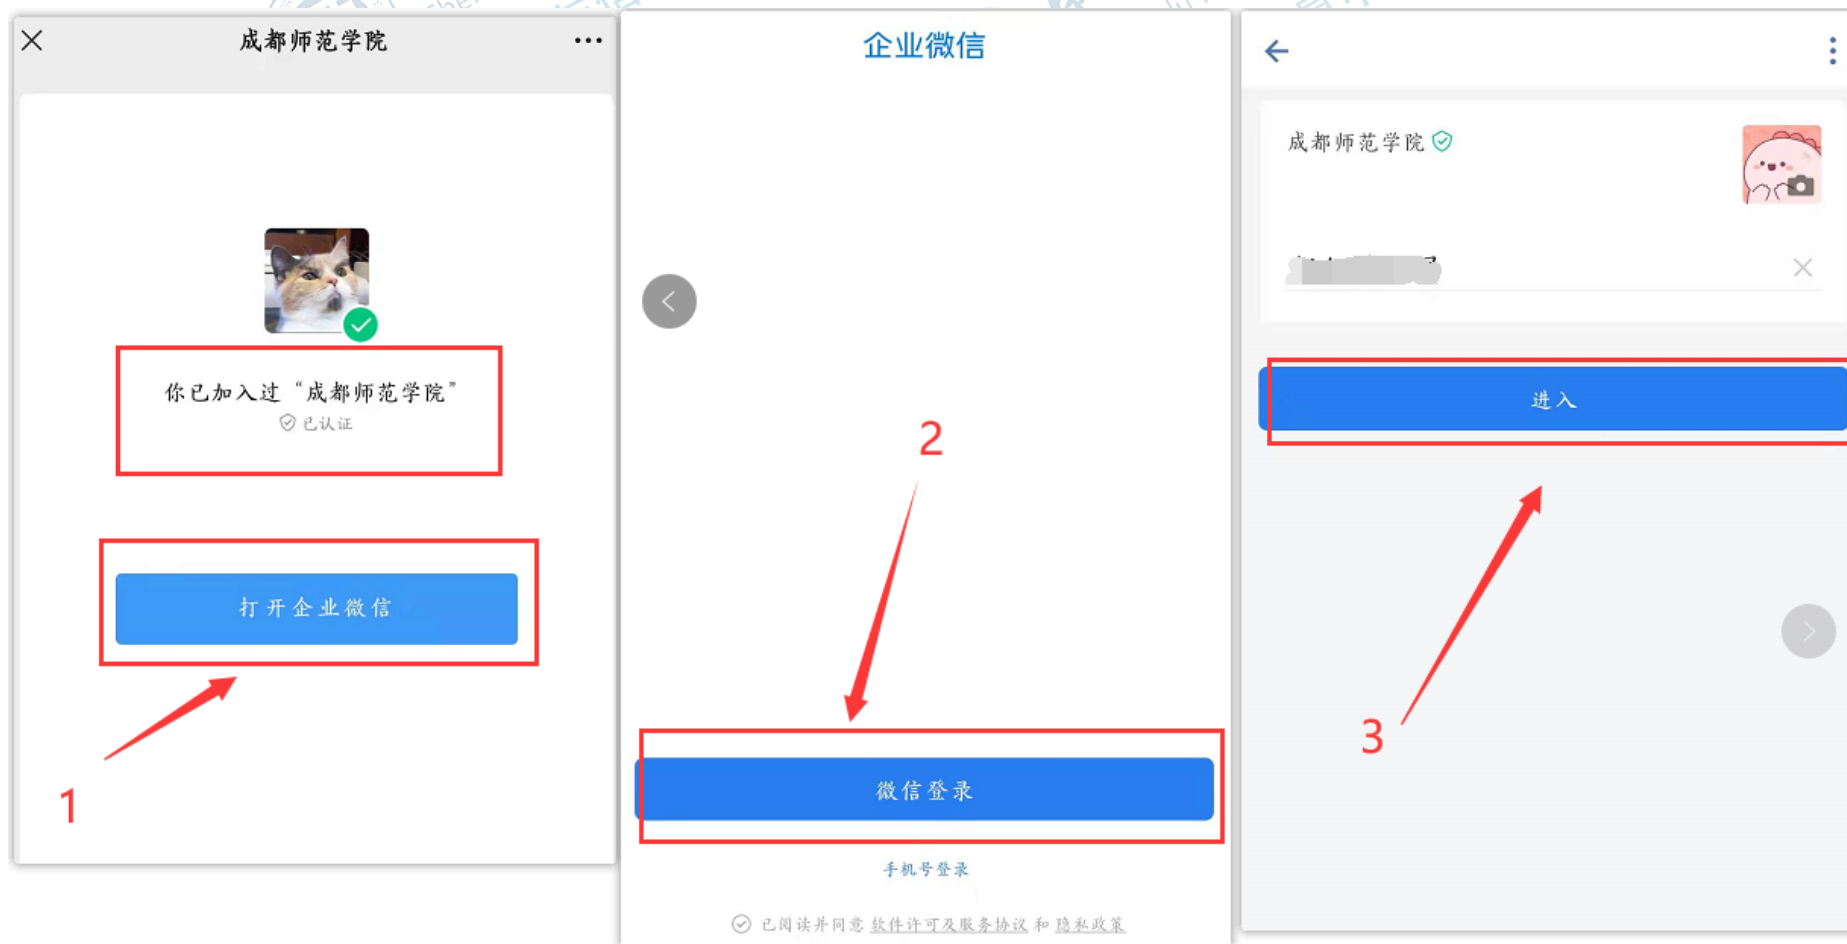 成都师范学院
你已加入过“成都师范学院”
已认证
打开企业微信
1
企业微信
2
微信登录
手机号登录
已阅读并同意 软件许可及服务协议 和 隐私政策
成都师范学院
进入
3